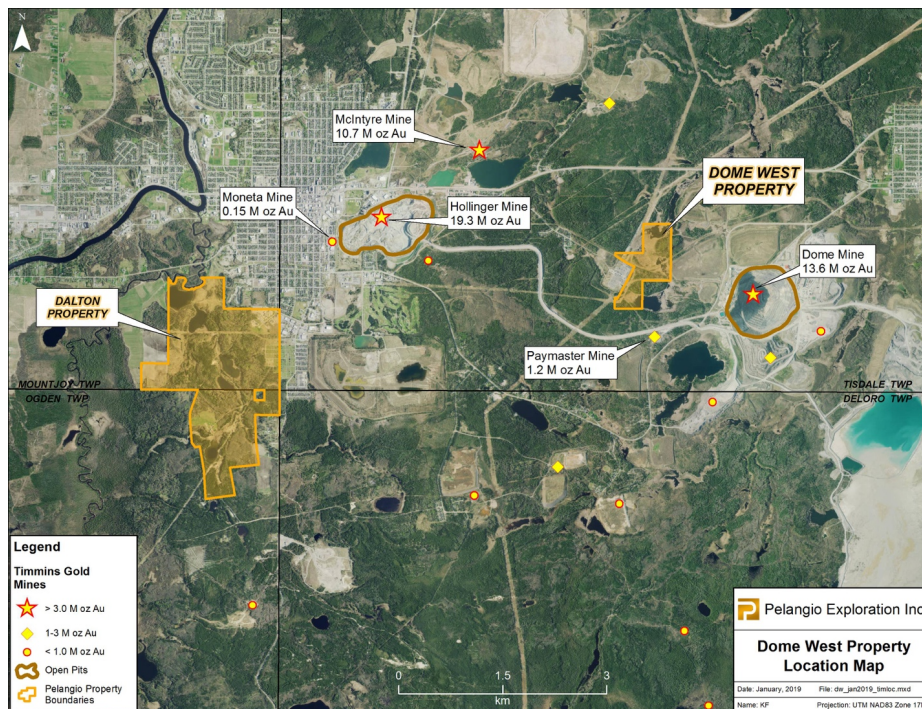 N
McIntyre Mine
10.7 M oz Au
DOME WEST
PROPERTY
Moneta Mine
0.15 M oz Au
Hollinger Mine
19.3 M oz Au
Dome Mine
13.6 M oz Au
DALTON
PROPERTY
Paymaster Mine
1.2 M oz Au
MOUNTJOY TWP
OGDEN TWP
TISDALE TWP
DELORO TWP
Legend
Timmins Gold
Mines
> 3.0 M oz Au
1-3 M oz Au
< 1.0 M oz Au
Open Pits
Pelangio Property
Boundaries
0 1.5 3
km
Pelangio Exploration Inc
Dome West Property
Location Map
Date: January, 2019 File: dw_jan2019_timloc.mxd
Name: KF Projection: UTM NAD83 Zone 17